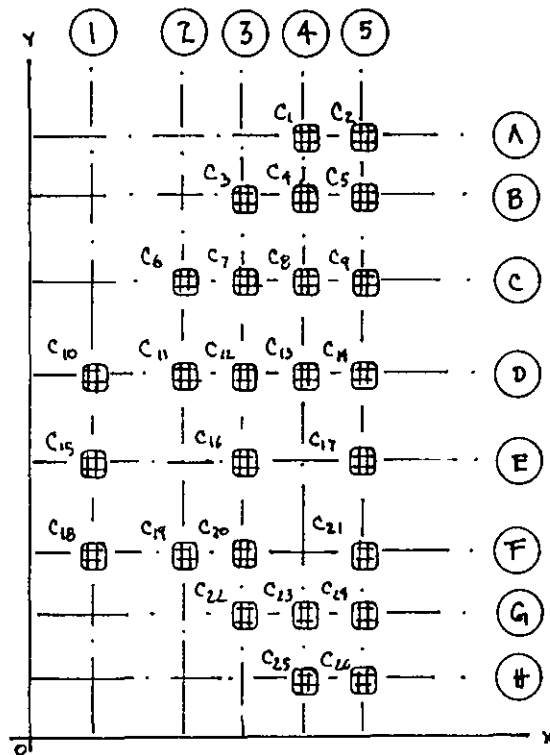 Y 1 2 3 4 5
C1 C2 A
C3 C4 C5 B
C6 C7 C8 C9 C
C10 C11 C12 C13 C14 D
C15 C16 C17 E
C18 C19 C20 C21 F
C22 C23 C24 G
C25 C26 H
O X